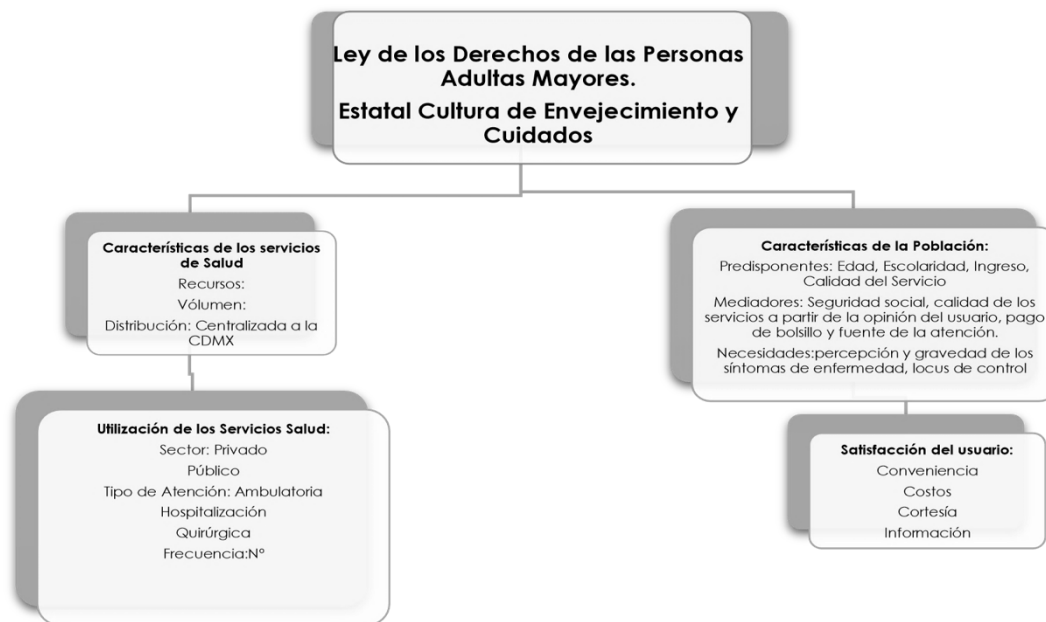 Ley de los Derechos de las Personas
Adultas Mayores.
Estatal Cultura de Envejecimiento y
Cuidados
Características de los servicios
de Salud
Recursos:
Vólumen:
Distribución: Centralizada a la
CDMX
Características de la Población:
Predisponentes: Edad, Escolaridad, Ingreso,
Calidad del Servicio
Mediadores: Seguridad social, calidad de los
servicios a partir de la opinión del usuario, pago
de bolsillo y fuente de la atención.
Necesidades:percepción y gravedad de los
síntomas de enfermedad, locus de control
Utilización de los Servicios Salud:
Sector: Privado
Público
Tipo de Atención: Ambulatoria
Hospitalización
Quirúrgica
Frecuencia:Nº
Satisfacción del usuario:
Conveniencia
Costos
Cortesía
Información